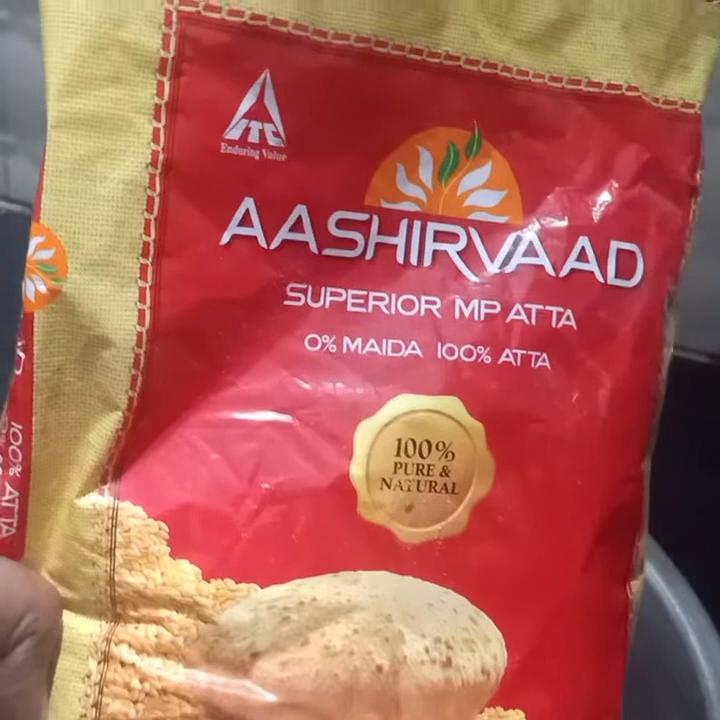 ITC
Enduring Value
AASHIRVAAD
SUPERIOR MP ATTA
0% MAIDA 100% ATTA
100%
PURE &
NATURAL
100% ATTA